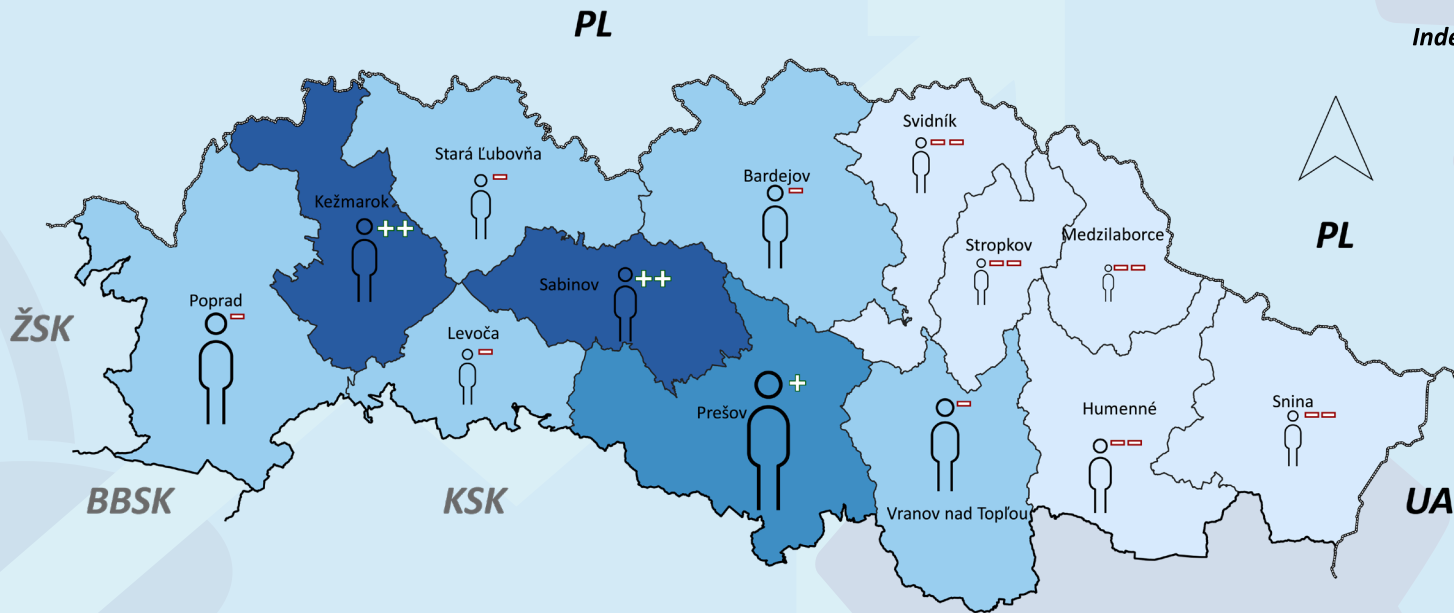 PL
Inde
Svidník
Stará Ľubovňa
Bardejov
Kežmarok
Stropkov
Medzilaborce
PL
Sabinov
Poprad
ŽSK
Levoča
Prešov
Humenné
Snina
BBSK
KSK
UA
Vranov nad Topľou